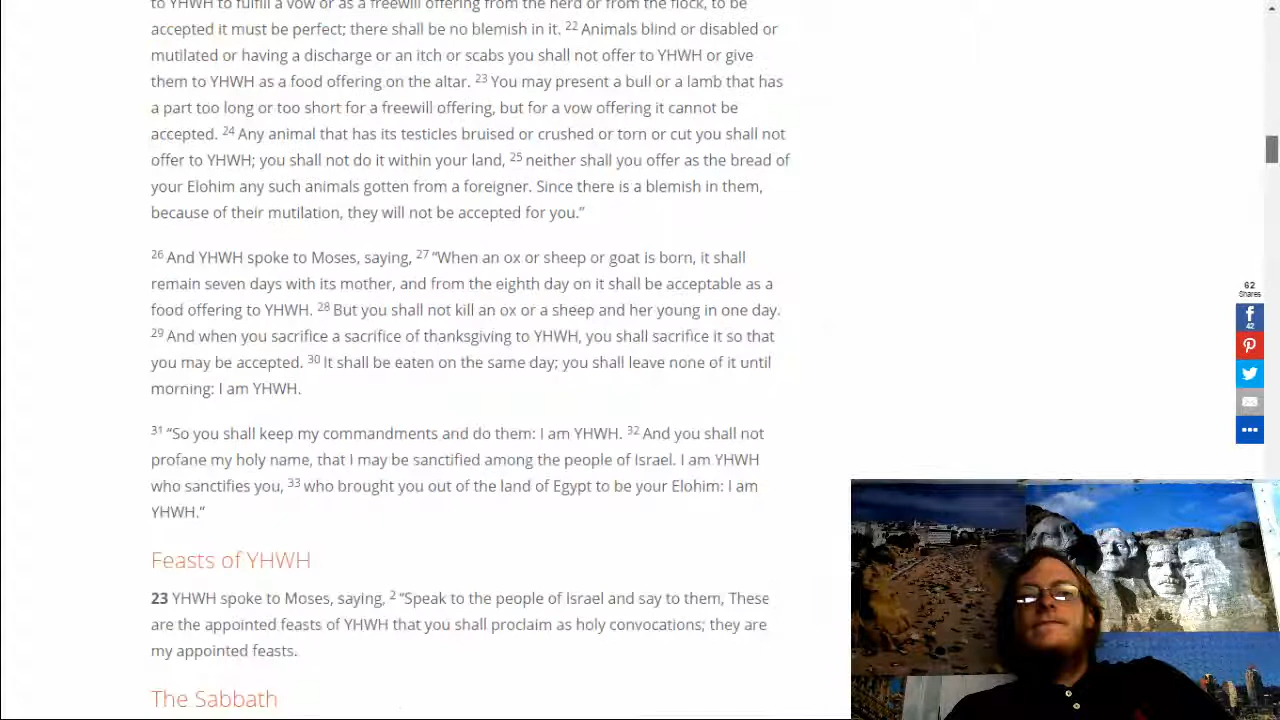 to YHWH to fulfill a vow or as a freewill offering from the herd or from the flock, to be
accepted it must be perfect; there shall be no blemish in it. 22 Animals blind or disabled or
mutilated or having a discharge or an itch or scabs you shall not offer to YHWH or give
them to YHWH as a food offering on the altar. 23 You may present a bull or a lamb that has
a part too long or too short for a freewill offering, but for a vow offering it cannot be
accepted. 24 Any animal that has its testicles bruised or crushed or torn or cut you shall not
offer to YHWH; you shall not do it within your land, 25 neither shall you offer as the bread of
your Elohim any such animals gotten from a foreigner. Since there is a blemish in them,
because of their mutilation, they will not be accepted for you.”
26 And YHWH spoke to Moses, saying, 27 “When an ox or sheep or goat is born, it shall
remain seven days with its mother, and from the eighth day on it shall be acceptable as a
food offering to YHWH. 28 But you shall not kill an ox or a sheep and her young in one day.
29 And when you sacrifice a sacrifice of thanksgiving to YHWH, you shall sacrifice it so that
you may be accepted. 30 It shall be eaten on the same day; you shall leave none of it until
morning: I am YHWH.
31 “So you shall keep my commandments and do them: I am YHWH. 32 And you shall not
profane my holy name, that I may be sanctified among the people of Israel. I am YHWH
who sanctifies you, 33 who brought you out of the land of Egypt to be your Elohim: I am
YHWH.”
Feasts of YHWH
23 YHWH spoke to Moses, saying, 2 “Speak to the people of Israel and say to them, These
are the appointed feasts of YHWH that you shall proclaim as holy convocations; they are
my appointed feasts.
The Sabbath
62
Shares
42